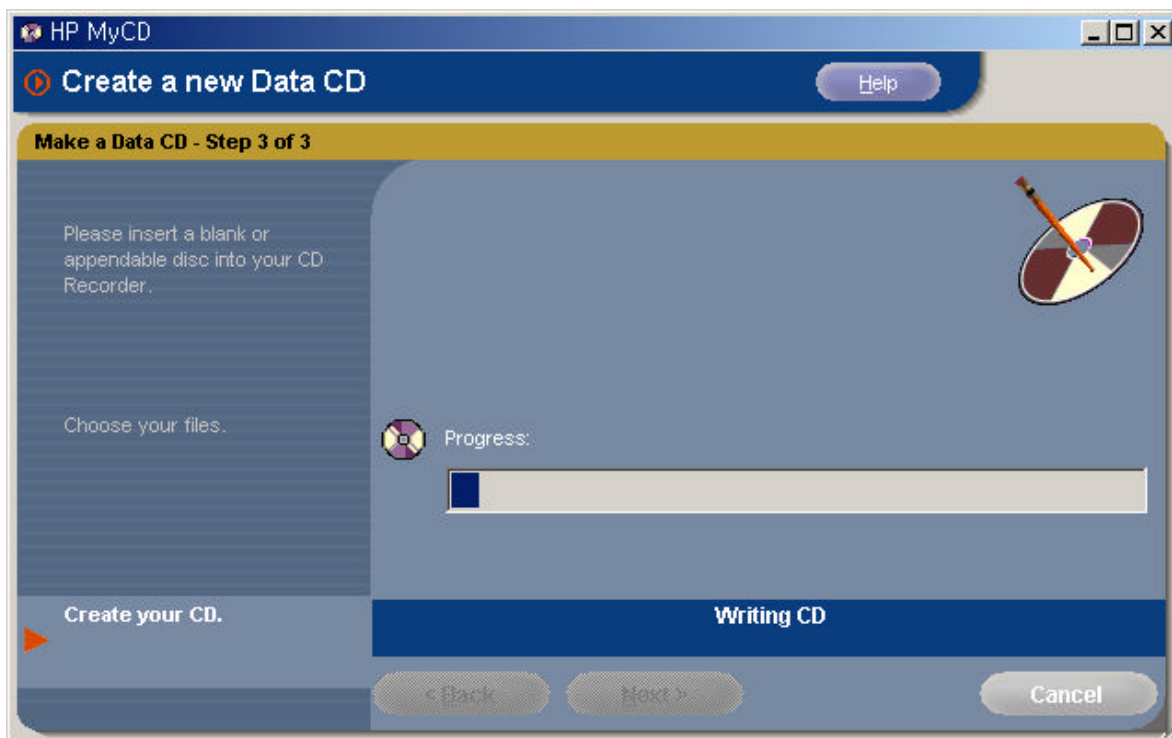 HP MyCD
Create a new Data CD
Help
Make a Data CD - Step 3 of 3
Please insert a blank or
appendable disc into your CD
Recorder.
Choose your files.
Progress:
Create your CD.
Writing CD
< Back
Next >
Cancel